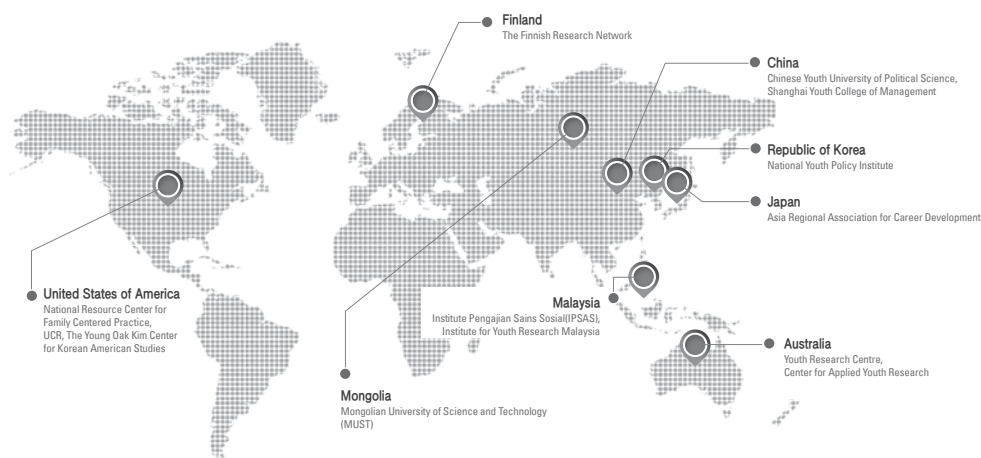 Finland
The Finnish Research Network
China
Chinese Youth University of Political Science,
Shanghai Youth College of Management
Republic of Korea
National Youth Policy Institute
Japan
Asia Regional Association for Career Development
United States of America
National Resource Center for
Family Centered Practice,
UCR, The Young Oak Kim Center
for Korean American Studies
Malaysia
Institute Pengajian Sains Sosial(IPSAS),
Institute for Youth Research Malaysia
Australia
Youth Research Centre,
Center for Applied Youth Research
Mongolia
Mongolian University of Science and Technology
(MUST)